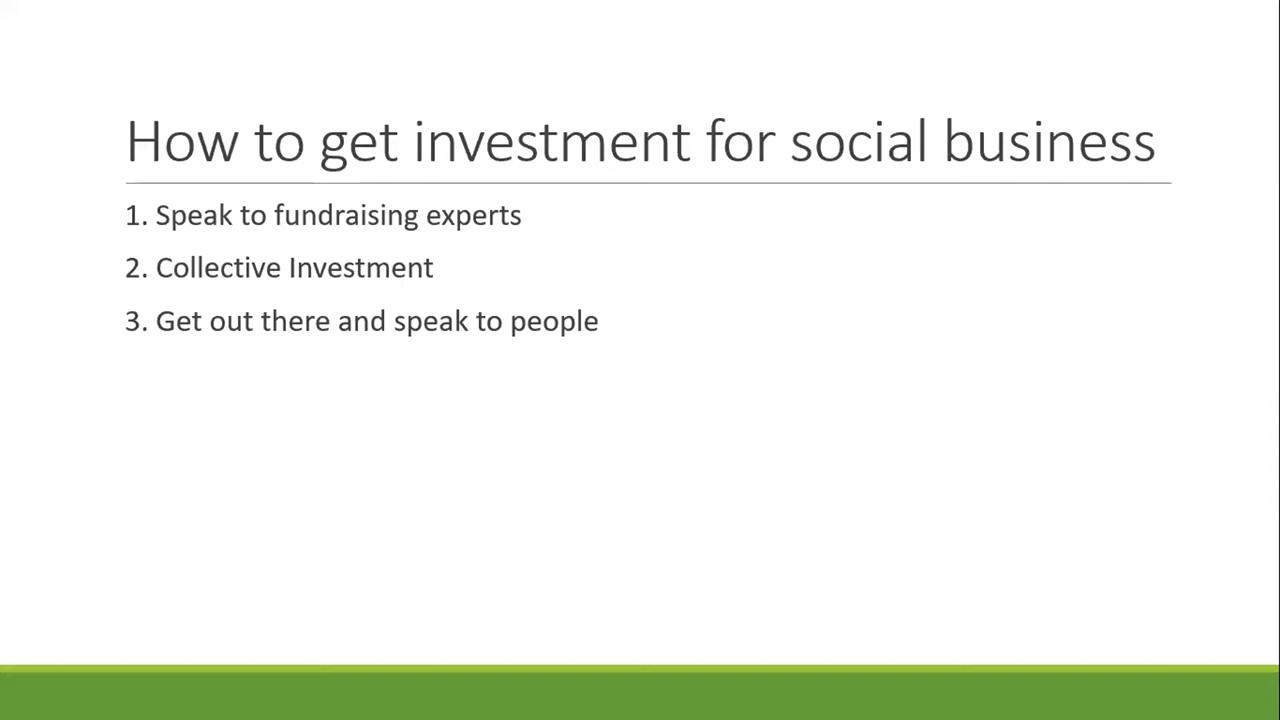 How to get investment for social business
1. Speak to fundraising experts
2. Collective Investment
3. Get out there and speak to people